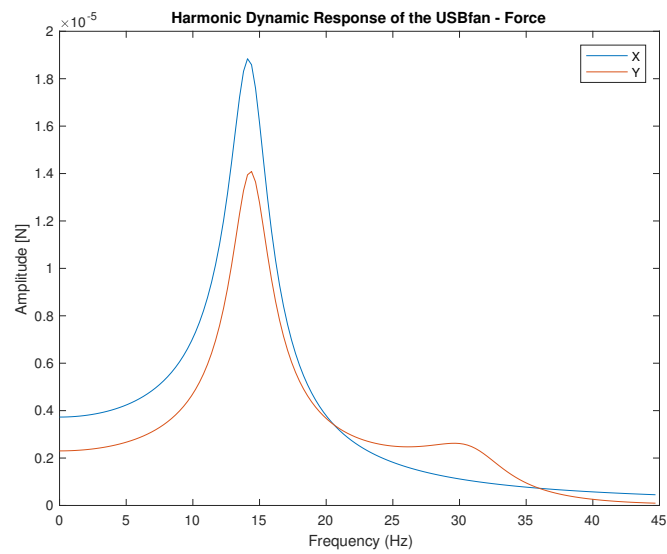 Harmonic Dynamic Response of the USBfan - Force
×10⁻⁵
2
1.8
1.6
1.4
1.2
1
0.8
0.6
0.4
0.2
0
Amplitude [N]
X
Y
0 5 10 15 20 25 30 35 40 45
Frequency (Hz)